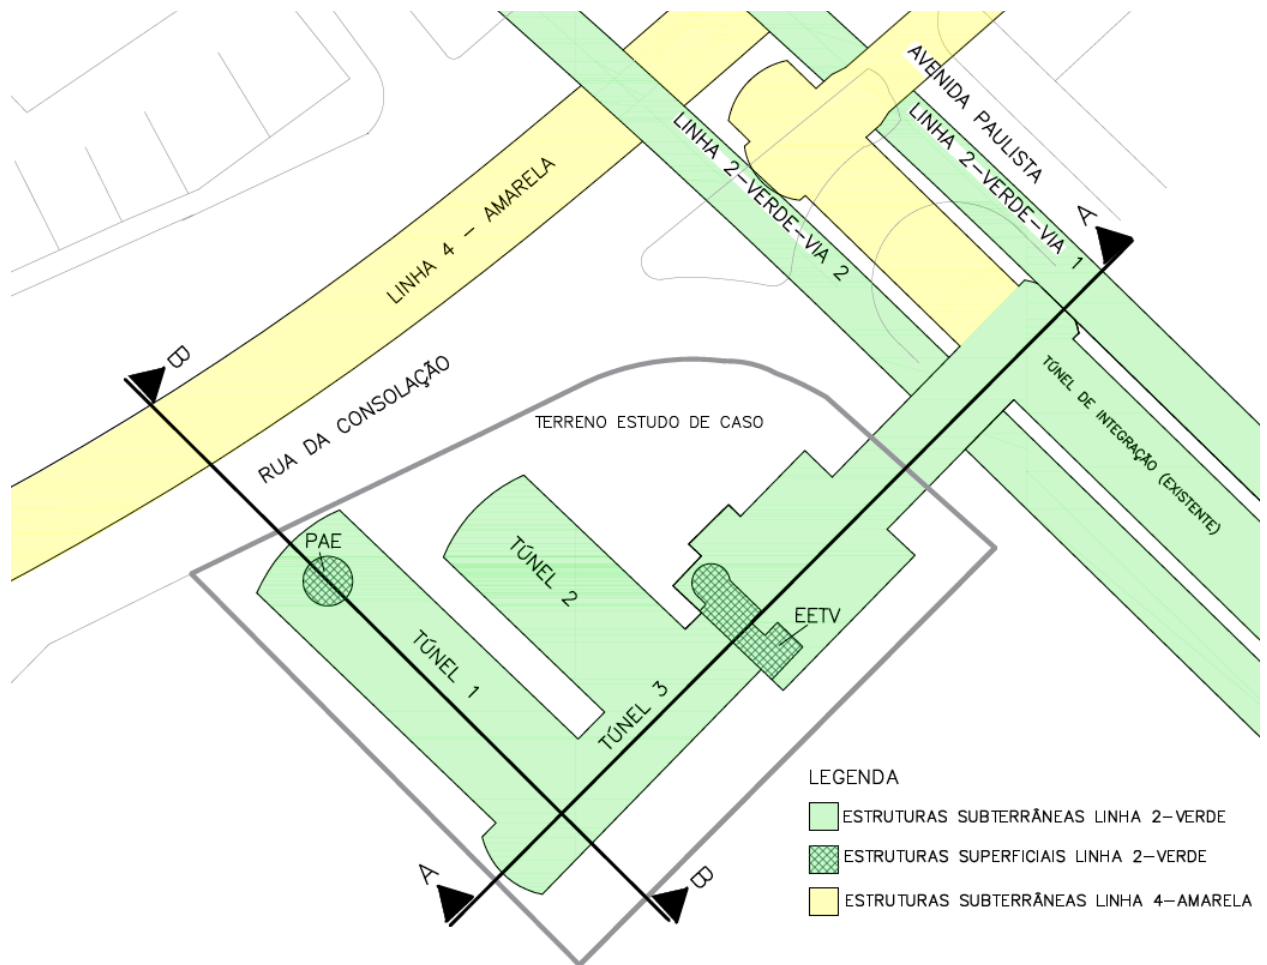 AVENIDA PAULISTA
LINHA 2-VERDE-VIA 1
LINHA 2-VERDE-VIA 2
LINHA 4 - AMARELA
A
B
RUA DA CONSOLAÇÃO
TÚNEL DE INTEGRAÇÃO (EXISTENTE)
TERRENO ESTUDO DE CASO
PAE
TÚNEL 2
TÚNEL 1
EETV
TÚNEL 3
A
B
LEGENDA
ESTRUTURAS SUBTERRÂNEAS LINHA 2-VERDE
ESTRUTURAS SUPERFICIAIS LINHA 2-VERDE
ESTRUTURAS SUBTERRÂNEAS LINHA 4-AMARELA